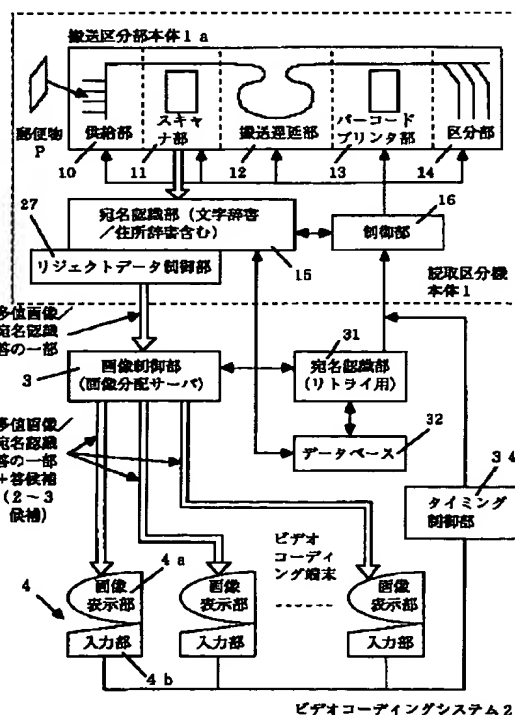 搬送区分部本体1a
郵便物
P
供給部
スキャ
ナ部
搬送遅延部
バーコード
プリンタ部
区分部
10
11
12
13
14
27
宛名認識部(文字辞書
/住所辞書含む)
制御部
16
リジェクトデータ制御部
15
読取区分機
本体1
多値画像/
宛名認識
答の一部
3
画像制御部
(画像分配サーバ)
31
宛名認識部
(リトライ用)
データベース
32
多値画像/
宛名認識
答の一部
+答候補
(2~3
候補)
34
タイミング
制御部
ビデオ
コーディ
ング端末
4
4a
画像
表示部
画像
表示部
画像
表示部
入力部
入力部
入力部
4b
ビデオコーディングシステム2